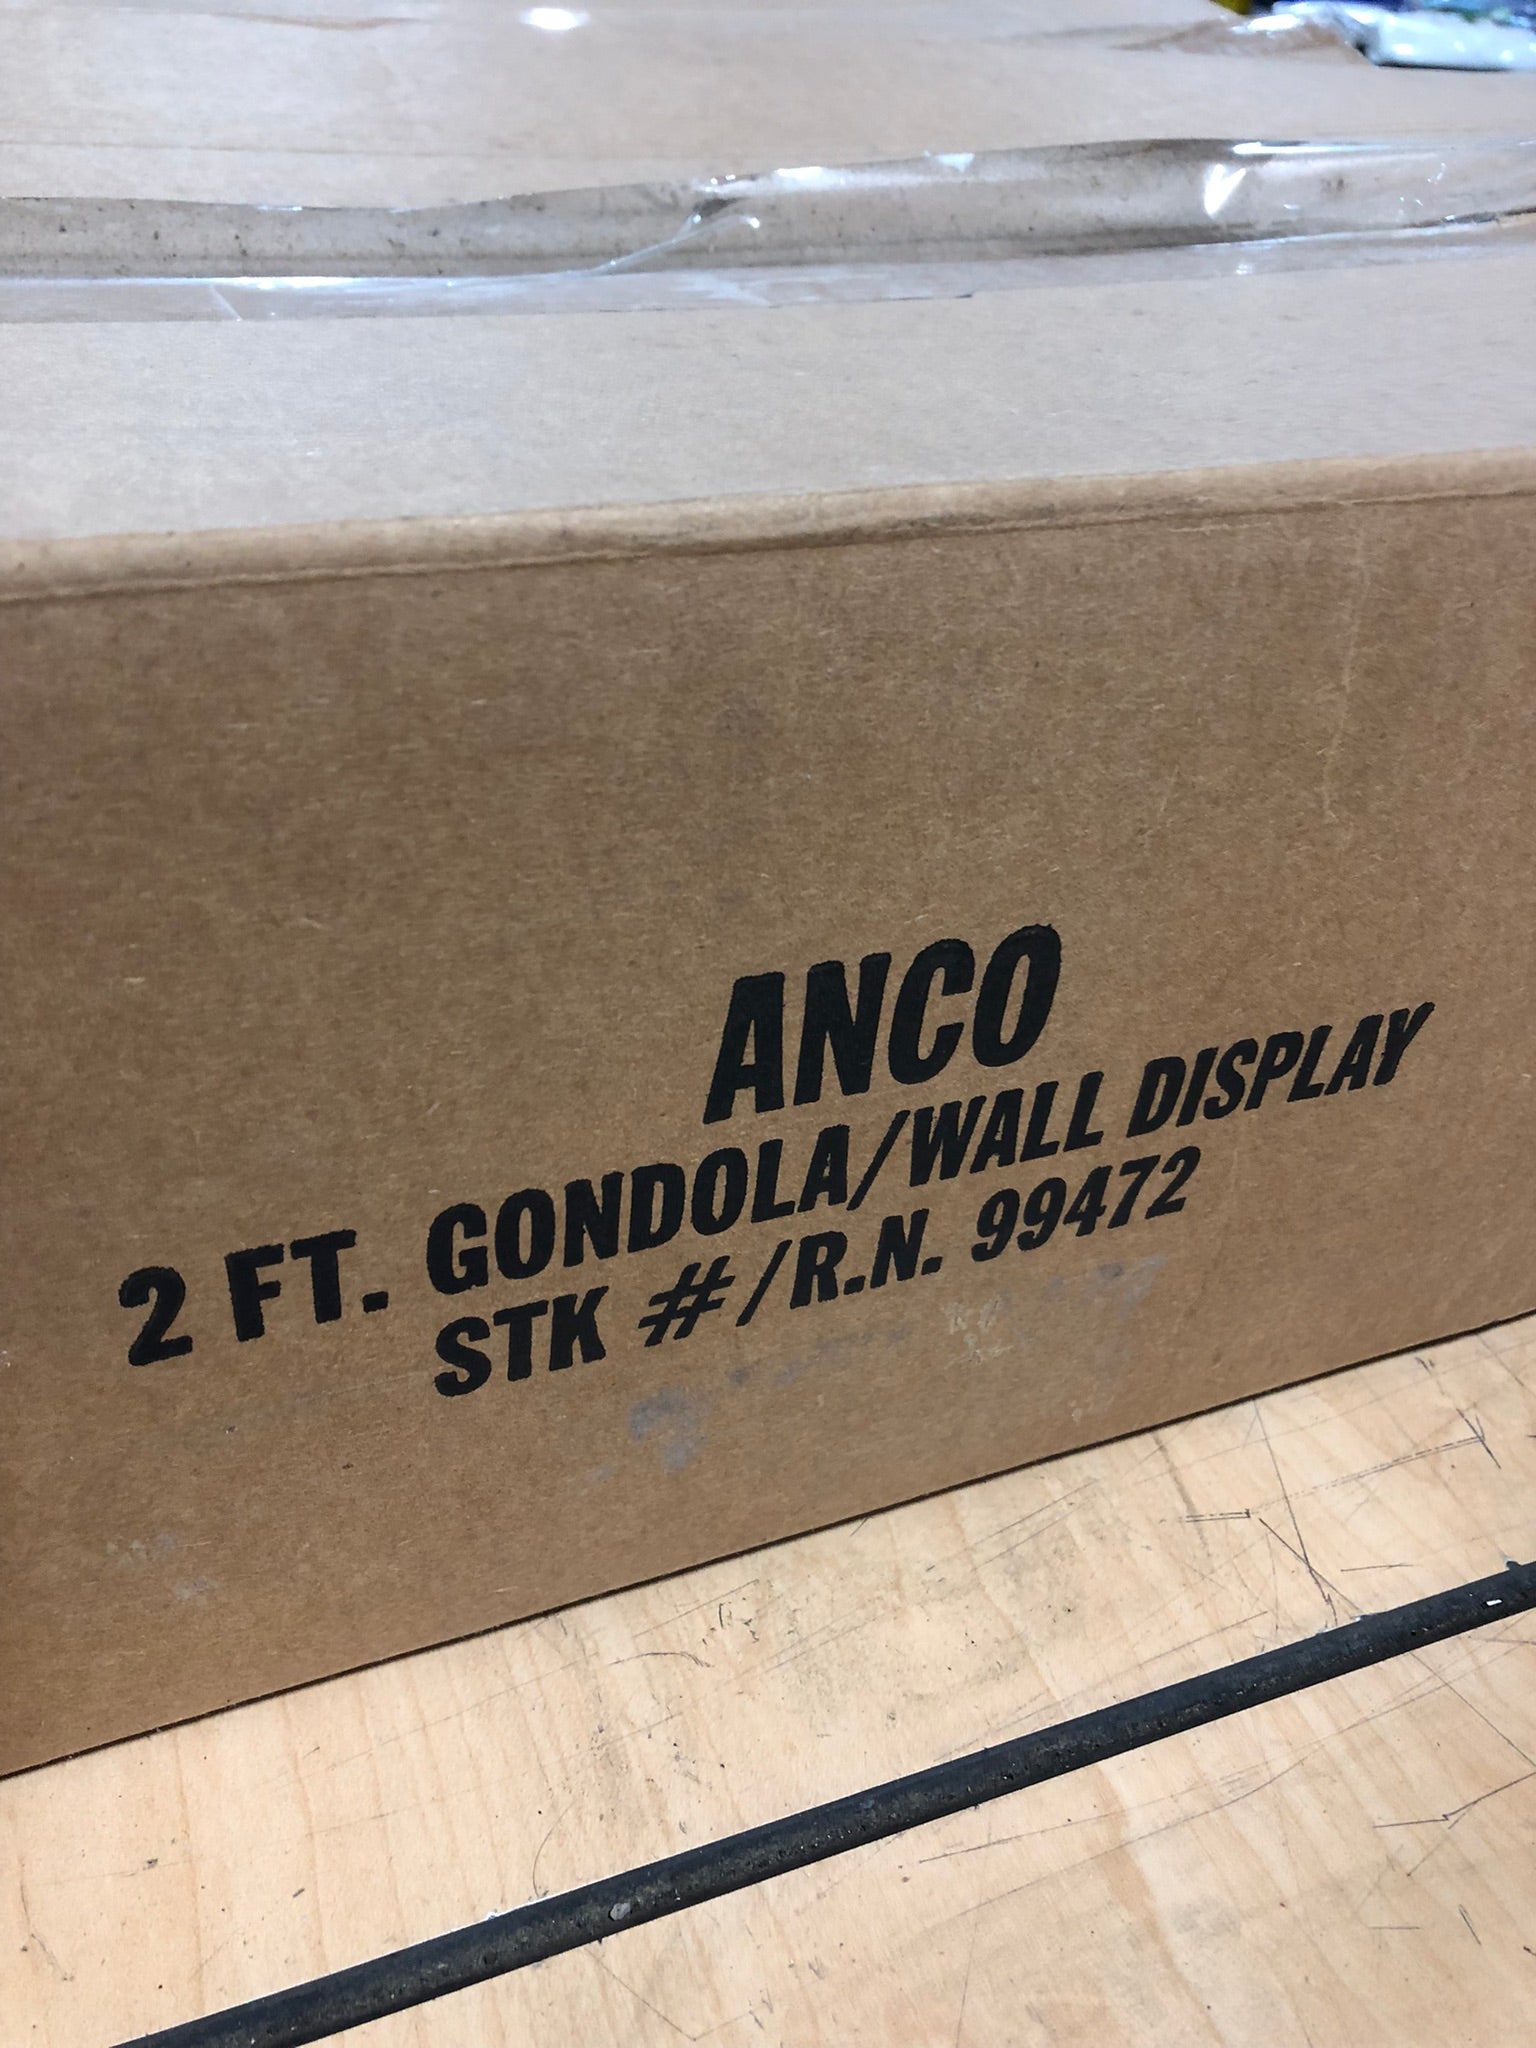 ANCO
2 FT. GONDOLA/WALL DISPLAY
STK #/R.N. 99472